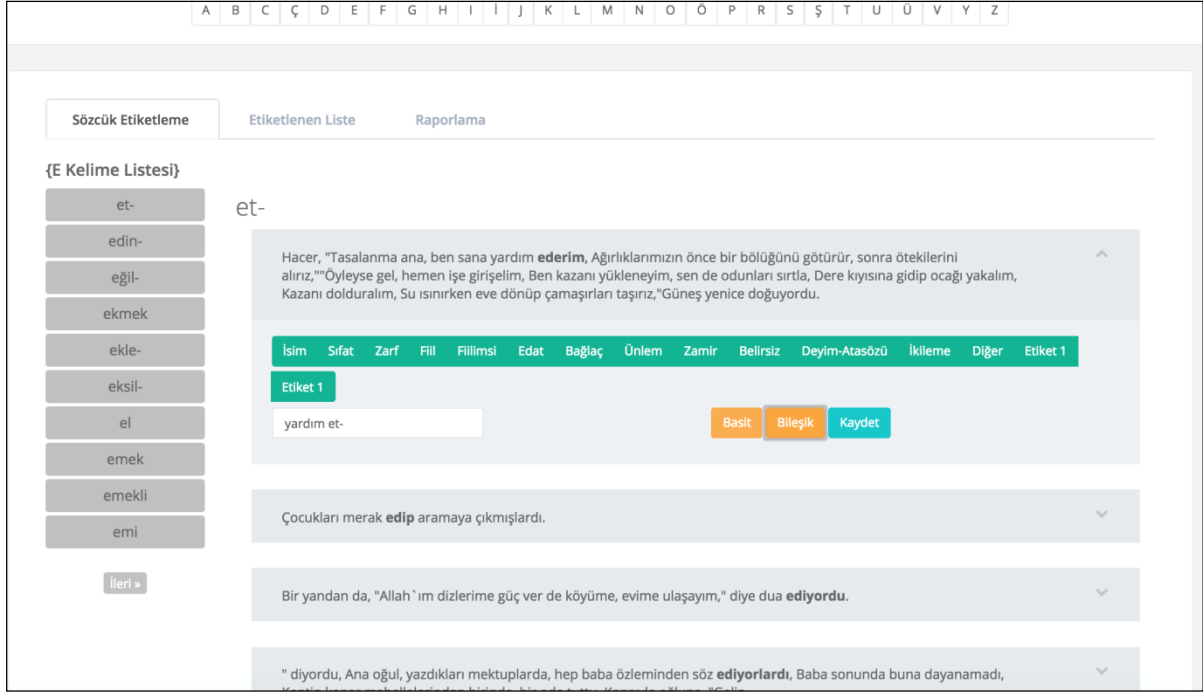 A B C Ç D E F G H I İ J K L M N O Ö P R S Ş T U Ü V Y Z
Sözcük Etiketleme Etiketlenen Liste Raporlama
{E Kelime Listesi}
et-
edin-
eğil-
ekmek
ekle-
eksil-
el
emek
emekli
emi
İleri »
et-
Hacer, "Tasalanma ana, ben sana yardım ederim, Ağırlıklarımızın önce bir bölüğünü götürür, sonra ötekilerini
alırız,""Öyleyse gel, hemen işe girişelim, Ben kazanı yükleneyim, sen de odunları sırtla, Dere kıyısına gidip ocağı yakalım,
Kazanı dolduralım, Su ısınırken eve dönüp çamaşırları taşırız,"Güneş yenice doğuyordu.
İsim Sıfat Zarf Fiil Fiilimsi Edat Bağlaç Ünlem Zamir Belirsiz Deyim-Atasözü İkileme Diğer Etiket 1
Etiket 1
yardım et- Basit Bileşik Kaydet
Çocukları merak edip aramaya çıkmışlardı.
Bir yandan da, "Allah`ım dizlerime güç ver de köyüme, evime ulaşayım," diye dua ediyordu.
" diyordu, Ana oğul, yazdıkları mektuplarda, hep baba özleminden söz ediyorlardı, Baba sonunda buna dayanamadı,